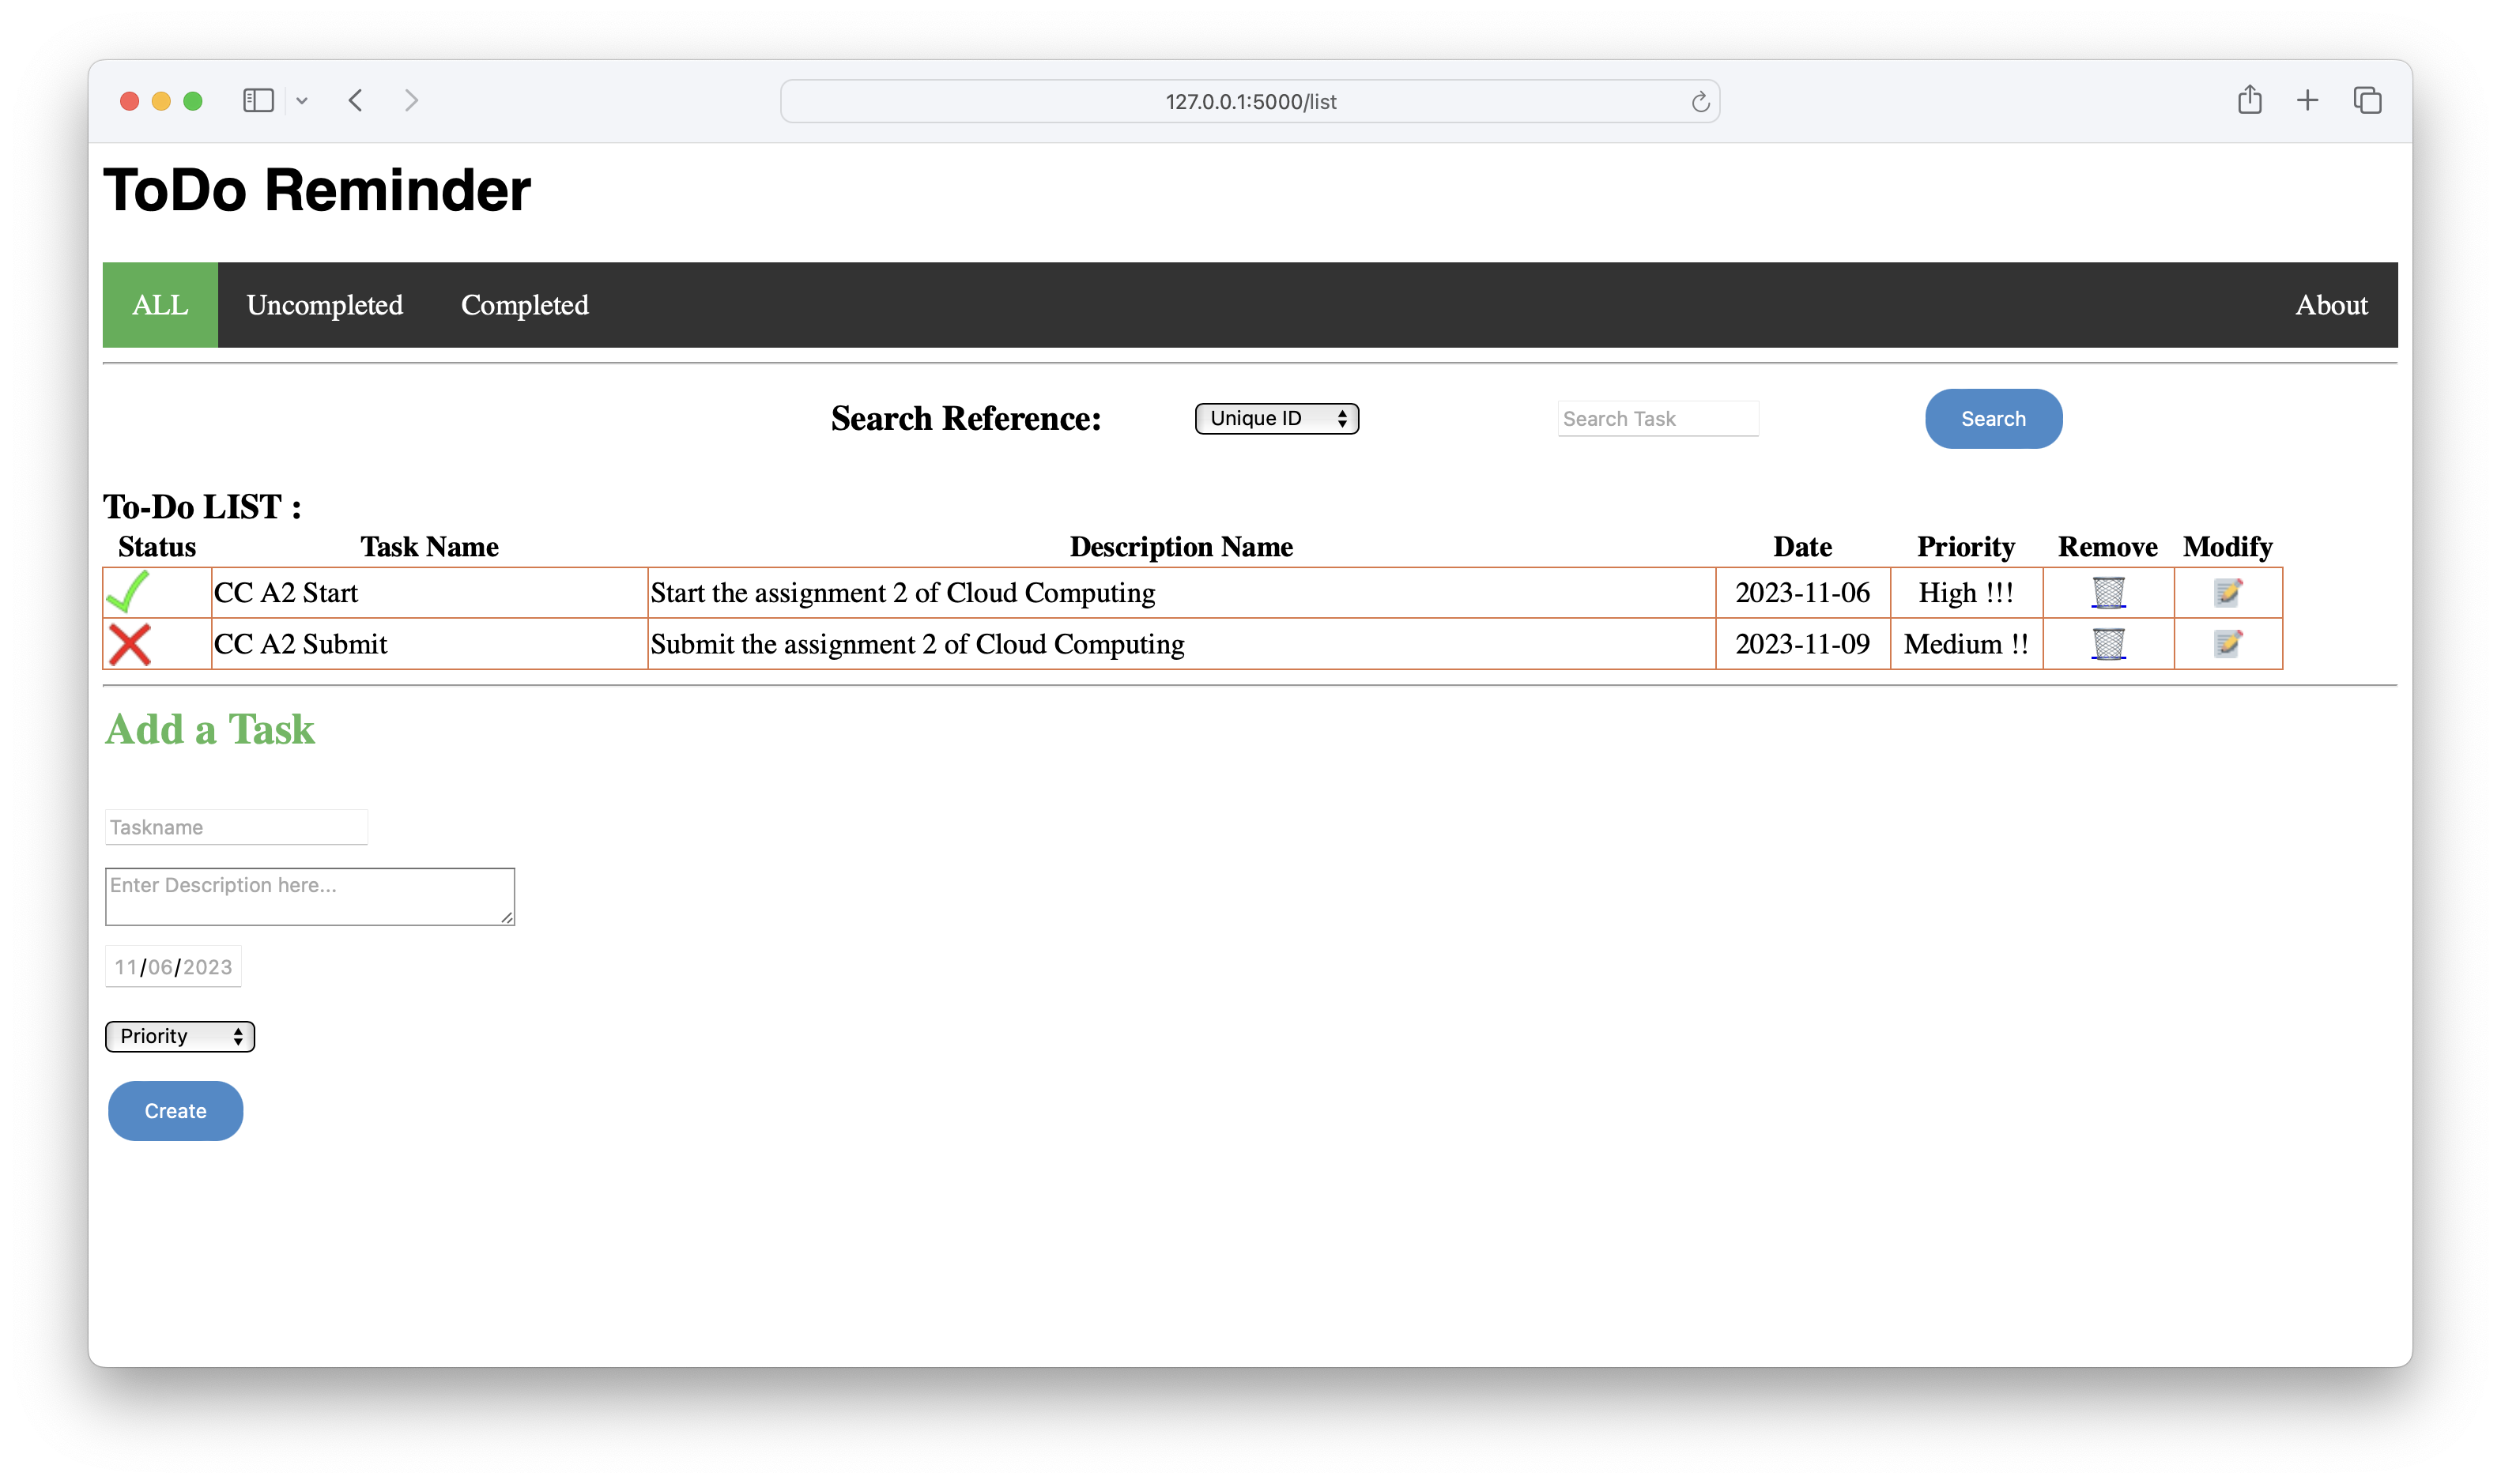 127.0.0.1:5000/list
ToDo Reminder
ALL Uncompleted Completed About
Search Reference: Unique ID Search Task Search
To-Do LIST :
Status Task Name Description Name Date Priority Remove Modify
CC A2 Start Start the assignment 2 of Cloud Computing 2023-11-06 High !!!
CC A2 Submit Submit the assignment 2 of Cloud Computing 2023-11-09 Medium !!
Add a Task
Taskname
Enter Description here...
11/06/2023
Priority
Create